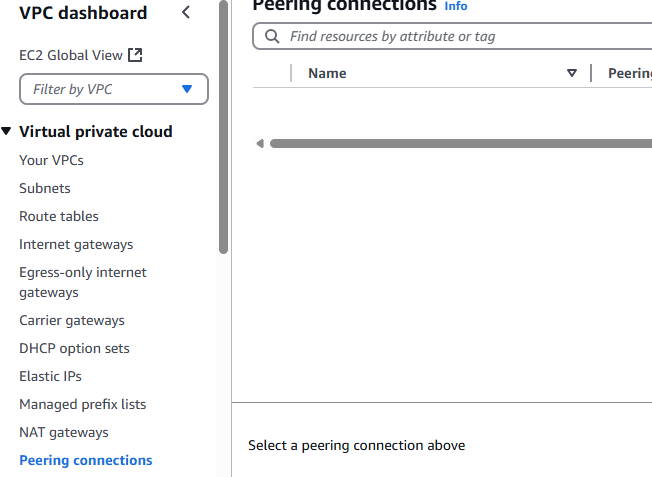 VPC dashboard
EC2 Global View
Filter by VPC
Virtual private cloud
Your VPCs
Subnets
Route tables
Internet gateways
Egress-only internet
gateways
Carrier gateways
DHCP option sets
Elastic IPs
Managed prefix lists
NAT gateways
Peering connections
Peering connections Info
Find resources by attribute or tag
Name
Peering
Select a peering connection above